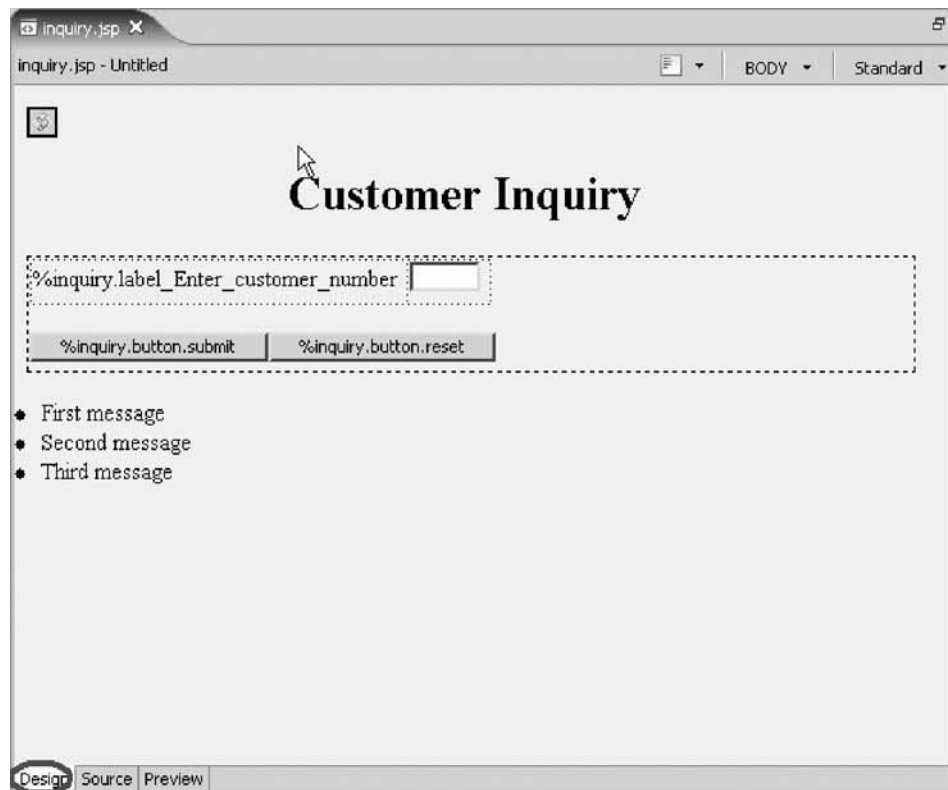 inquiry.jsp
inquiry.jsp - Untitled
BODY
Standard
Customer Inquiry
%inquiry.label_Enter_customer_number
%inquiry.button.submit
%inquiry.button.reset
First message
Second message
Third message
Design
Source
Preview